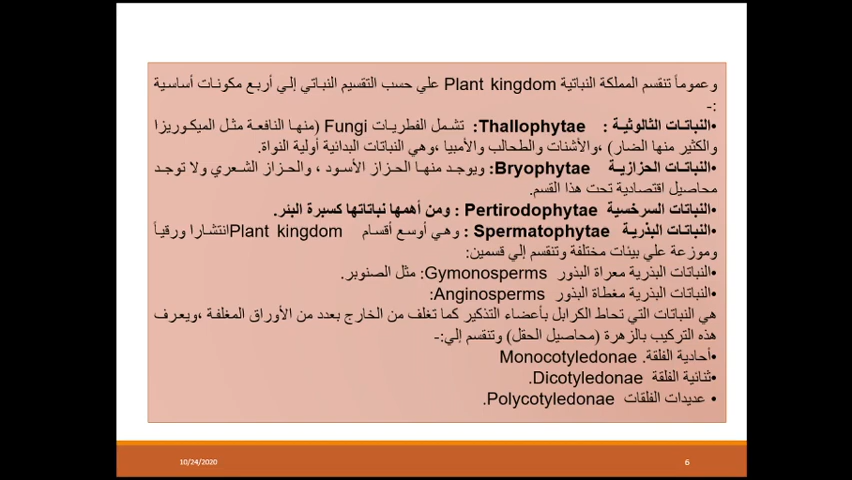 وعموماً تنقسم المملكة النباتية Plant kingdom علي حسب التقسيم النباتي إلي أربع مكونات أساسية
:-
•النباتات الثالوثية : Thallophytae: تشمل الفطريات Fungi (منها النافعة مثل الميكوريزا
والكثير منها الضار) ،والأشنات والطحالب والأمبيا ،وهي النباتات البدائية أولية النواة.
•النباتات الحزازية Bryophytae: ويوجد منها الحزاز الأسود ، والحزاز الشعري ولا توجد
محاصيل اقتصادية تحت هذا القسم.
•النباتات السرخسية Pertirodophytae : ومن أهمها نباتاتها كسبرة البئر.
•النباتات البذرية Spermatophytae : وهي أوسع أقسام Plant kingdom انتشارا ورقياً
وموزعة علي بيئات مختلفة وتنقسم إلي قسمين:
•النباتات البذرية معراة البذور Gymonosperms: مثل الصنوبر.
•النباتات البذرية مغطاة البذور Anginosperms:
هي النباتات التي تحاط الكرابل بأعضاء التذكير كما تغلف من الخارج بعدد من الأوراق المغلفة ،ويعرف
هذه التركيب بالزهرة (محاصيل الحقل) وتنقسم إلي:-
•أحادية الفلقة. Monocotyledonae
•ثنائية الفلقة Dicotyledonae.
• عديدات الفلقات Polycotyledonae.
10/24/2020
6